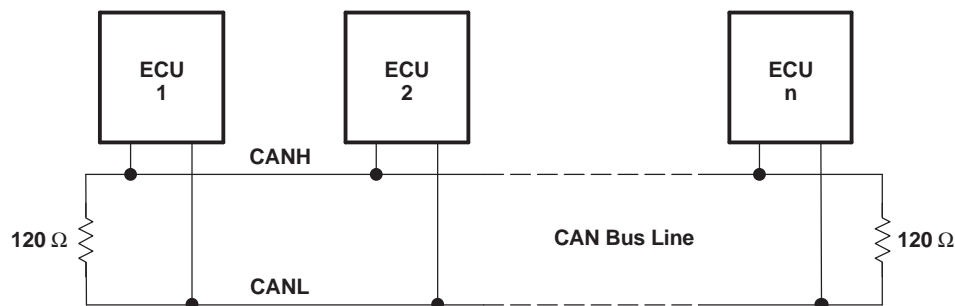 ECU
1
ECU
2
ECU
n
CANH
120 Ω
CAN Bus Line
120 Ω
CANL